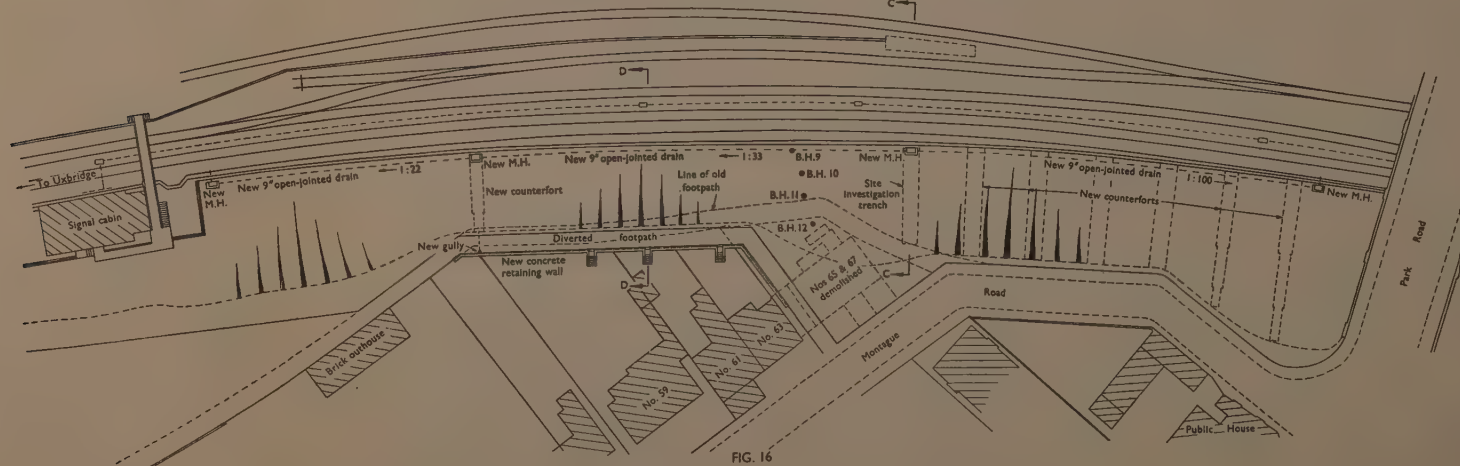 C
D
To Uxbridge
Signal cabin
New
M.H.
New 9" open-jointed drain
1:22
New M.H.
New counterfort
New 9" open-jointed drain
1:33
Line of old
footpath
B.H.9
B.H. 10
B.H. 11
B.H.12
New M.H.
Site
investigation
trench
New 9" open-jointed drain
1:100
New counterforts
New M.H.
New gully
Diverted footpath
New concrete
retaining wall
D
Nos 65 & 67
demolished
C
Road
Montague
Park Road
Brick outhouse
No. 59
No. 61
No. 63
Public House
FIG. 16